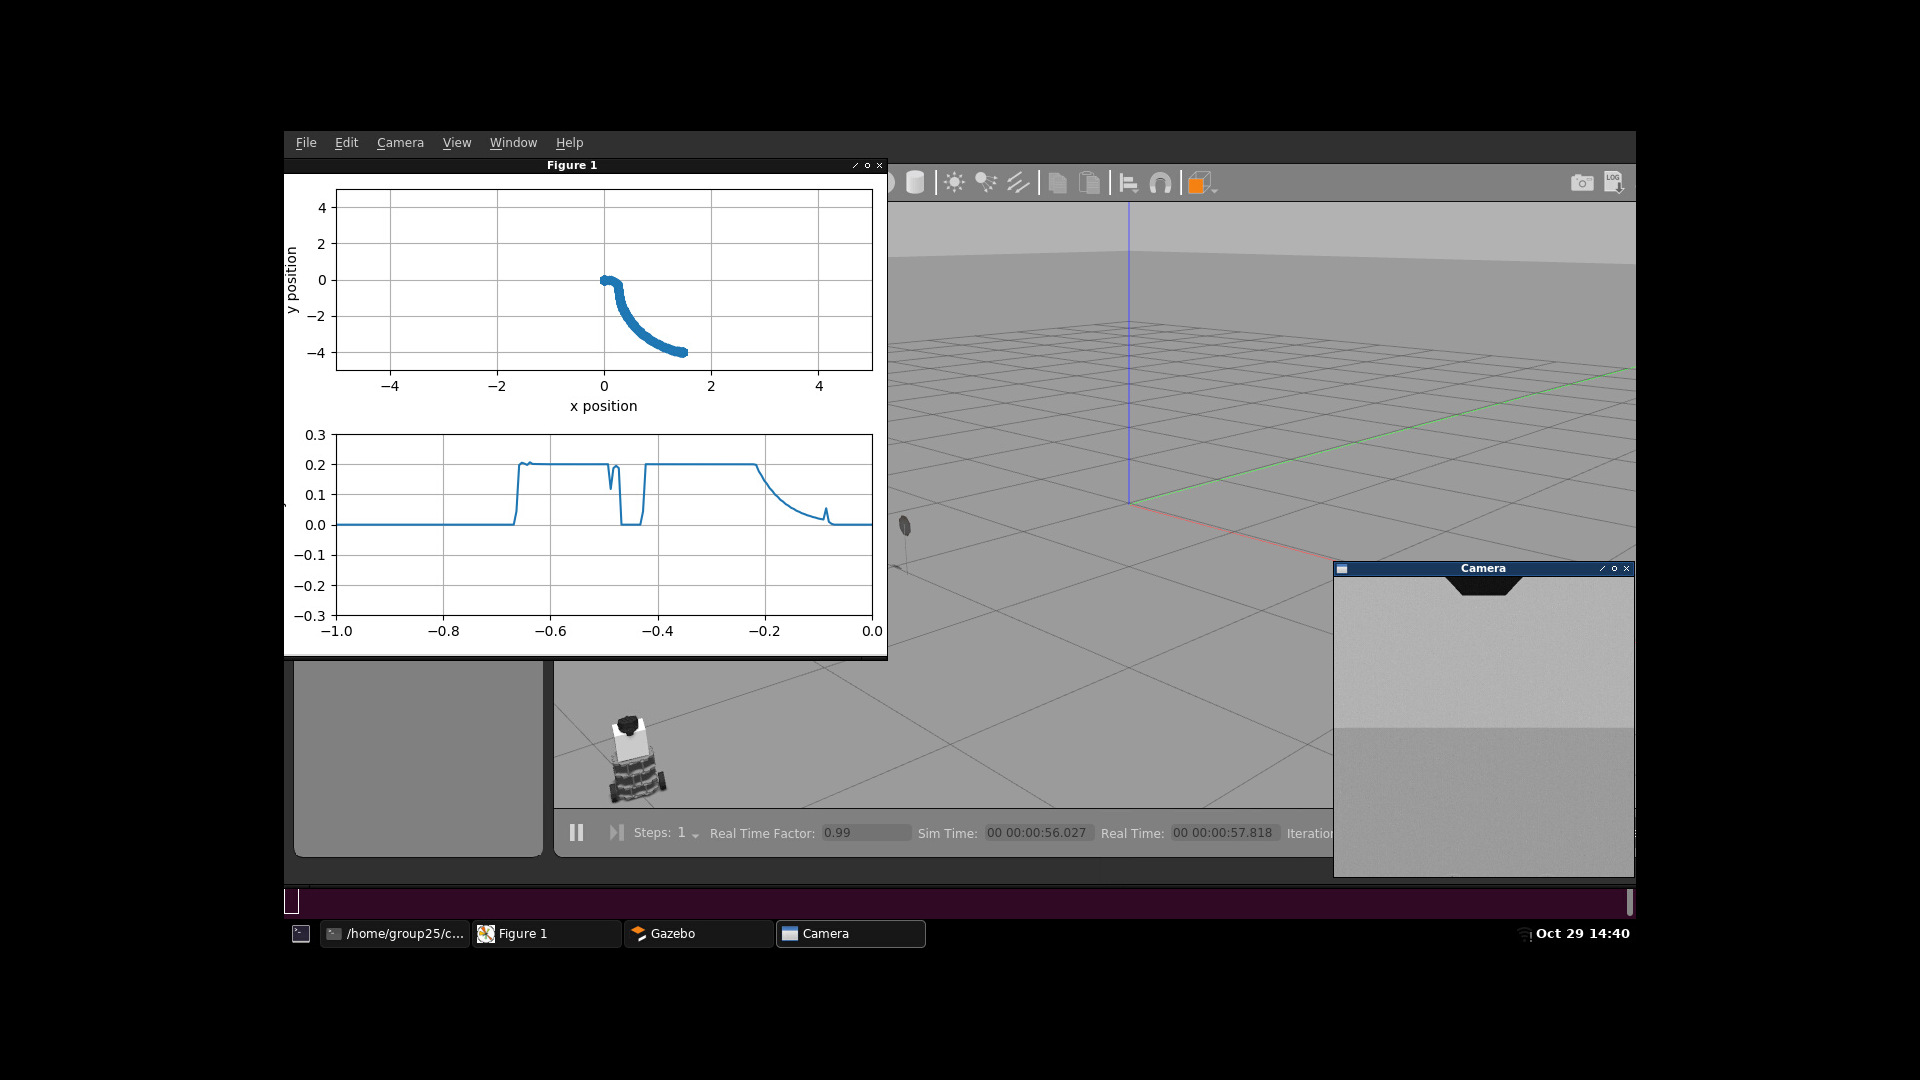 File Edit Camera View Window Help
Figure 1
LOG
4
2
0
−2
−4
y position
−4 −2 0 2 4
x position
0.3
0.2
0.1
0.0
−0.1
−0.2
−0.3
−1.0 −0.8 −0.6 −0.4 −0.2 0.0
Camera
Steps: 1 Real Time Factor: 0.99 Sim Time: 00 00:00:56.027 Real Time: 00 00:00:57.818 Iteration
/home/group25/c... Figure 1 Gazebo Camera Oct 29 14:40